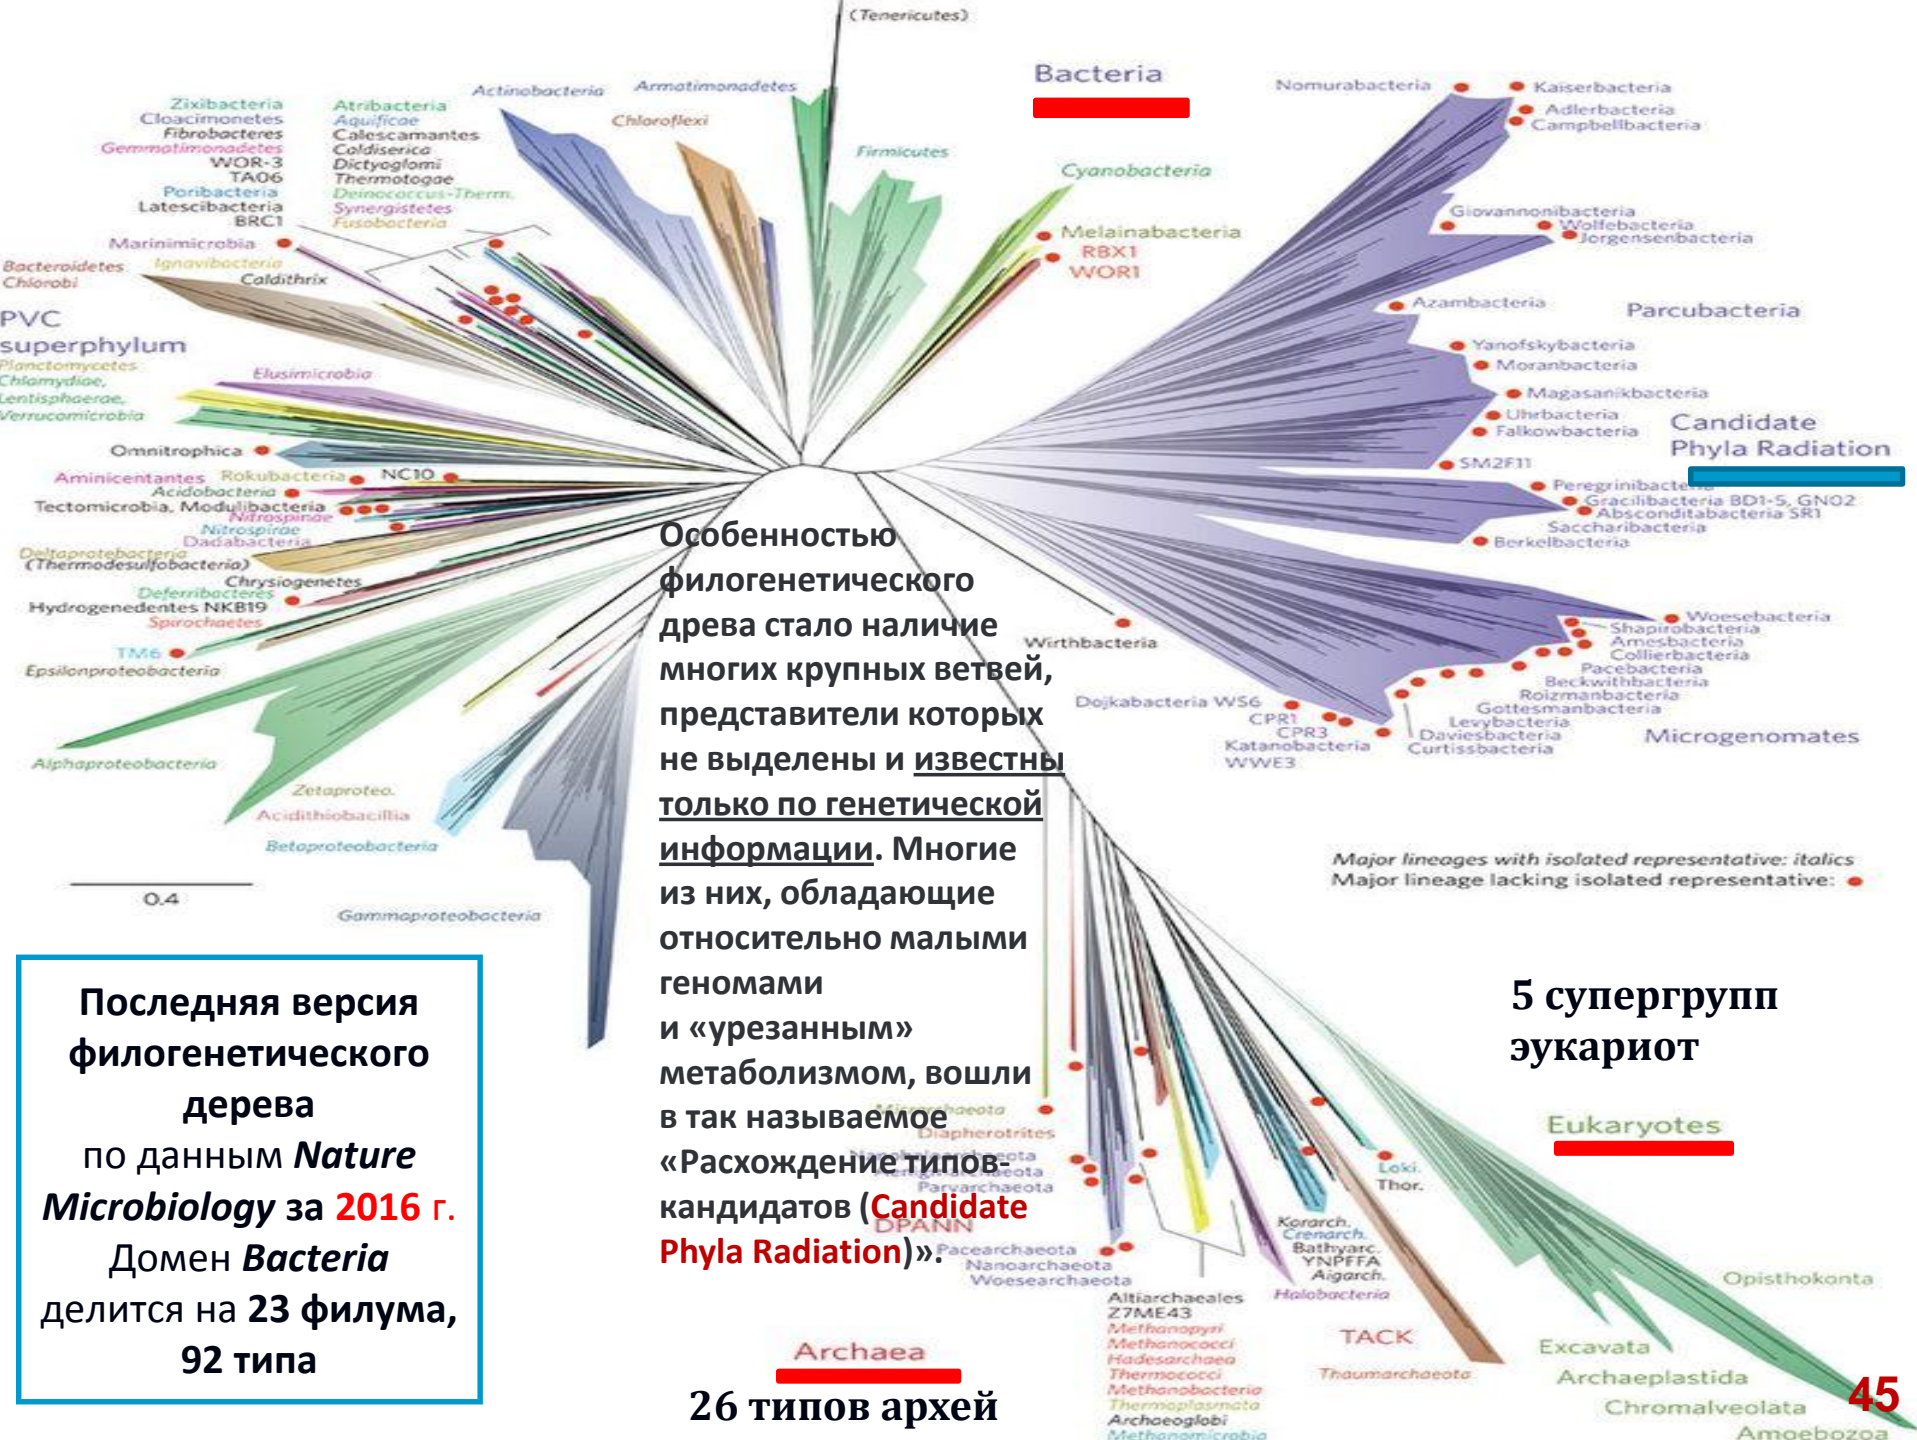 (Tenericutes)
Bacteria
Zixibacteria
Cloacimonetes
Fibrobacteres
Gemmatimonadetes
WOR-3
TA06
Poribacteria
Latescibacteria
BRC1
Marinimicrobia
Atribacteria
Aquificae
Calescamantes
Caldiserica
Dictyoglomi
Thermotogae
Deinococcus-Therm.
Synergistetes
Fusobacteria
Actinobacteria
Armatimonadetes
Chloroflexi
Firmicutes
Cyanobacteria
Melainabacteria
RBX1
WOR1
Bacteroidetes
Chlorobi
Ignavibacteria
Caldithrix
PVC
superphylum
Planctomycetes
Chlamydiae,
Lentisphaerae,
Verrucomicrobia
Elusimicrobia
Omnitrophica
Aminicentantes
Rokubacteria
NC10
Acidobacteria
Tectomicrobia, Modulibacteria
Nitrospinae
Nitrospirae
Dadabacteria
Deltaprotebacteria
(Thermodesulfobacteria)
Chrysiogenetes
Deferribacteres
Hydrogenedentes NKB19
Spirochaetes
TM6
Epsilonproteobacteria
Alphaproteobacteria
Zetaproteo.
Acidithiobacillia
Betaproteobacteria
0.4
Gammaproteobacteria
Nomurabacteria
Kaiserbacteria
Adlerbacteria
Campbellbacteria
Giovannonibacteria
Wolfebacteria
Jorgensenbacteria
Azambacteria
Parcubacteria
Yanofskybacteria
Moranbacteria
Magasanikbacteria
Uhrbacteria
Falkowbacteria
Candidate
Phyla Radiation
SM2F11
Gracilibacteria BD1-5, GN02
Absconditabacteria SR1
Saccharibacteria
Berkelbacteria
Woesebacteria
Shapirobacteria
Amesbacteria
Collierbacteria
Pacebacteria
Beckwithbacteria
Roizmanbacteria
Gottesmanbacteria
Levybacteria
Daviesbacteria
Curtissbacteria
Microgenomates
Wirthbacteria
Dojkabacteria WS6
CPR1
CPR3
Katanobacteria
WWE3
Особенностью
филогенетического
древа стало наличие
многих крупных ветвей,
представители которых
не выделены и известны
только по генетической
информации. Многие
из них, обладающие
относительно малыми
геномами
и «урезанным»
метаболизмом, вошли
в так называемое
«Расхождение типов-
кандидатов (Candidate
Phyla Radiation)».
Major lineages with isolated representative: italics
Major lineage lacking isolated representative:
Последняя версия
филогенетического
дерева
по данным Nature
Microbiology за 2016 г.
Домен Bacteria
делится на 23 филума,
92 типа
5 супергрупп
эукариот
Eukaryotes
Diapherotrites
Parvarchaeota
DPANN
Pacearchaeota
Nanoarchaeota
Woesearchaeota
Altiarchaeales
Z7ME43
Methanopyri
Methanococci
Hadesarchaea
Thermococci
Methanobacteria
Thermoplasmata
Archaeoglobi
Methanomicrobia
Halobacteria
Loki.
Thor.
Korarch.
Crenarch.
Bathyarc.
YNPFFA
Aigarch.
TACK
Thaumarchaeota
Archaea
26 типов архей
Opisthokonta
Excavata
Archaeplastida
Chromalveolata
Amoebozoa
45